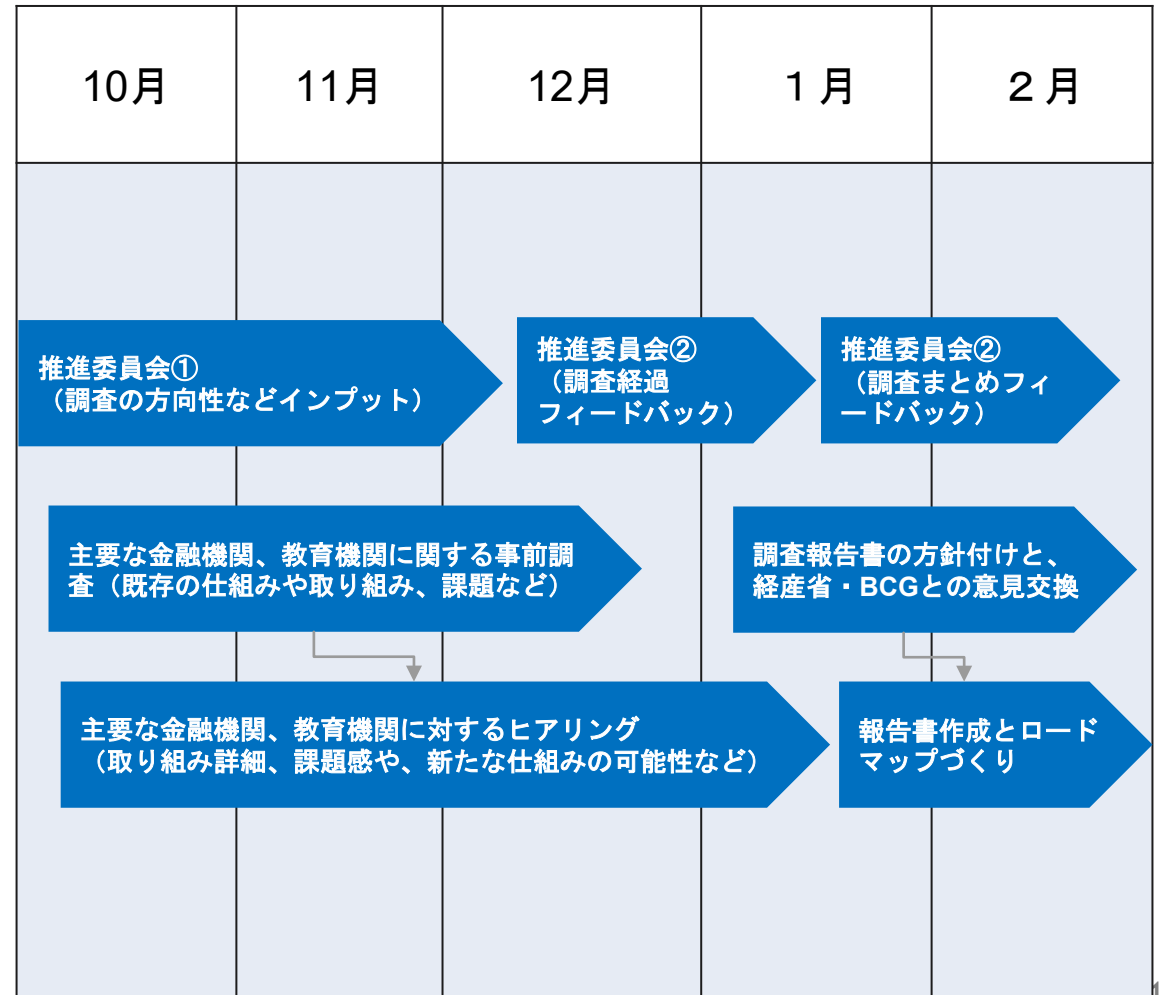 10月
11月
12月
１月
２月
推進委員会①
（調査の方向性などインプット）
推進委員会②
（調査経過
フィードバック）
推進委員会②
（調査まとめフィ
ードバック）
主要な金融機関、教育機関に関する事前調
査（既存の仕組みや取り組み、課題など）
調査報告書の方針付けと、
経産省・BCGとの意見交換
主要な金融機関、教育機関に対するヒアリング
（取り組み詳細、課題感や、新たな仕組みの可能性など）
報告書作成とロード
マップづくり